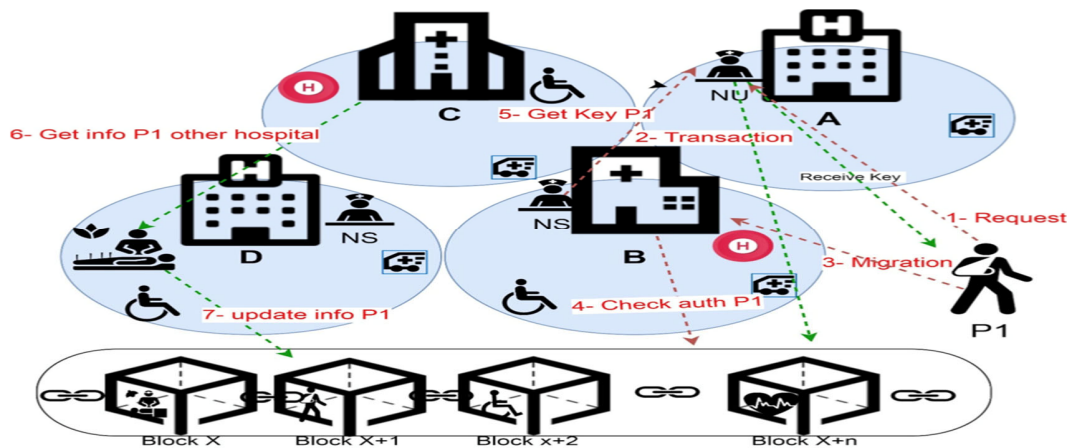 H
H
NU
C
A
5- Get Key P1
6- Get info P1 other hospital
2- Transaction
H
Receive Key
1- Request
NS
NS
D
B
H
3- Migration
4- Check auth P1
7- update info P1
P1
Block X
Block X+1
Block x+2
Block X+n